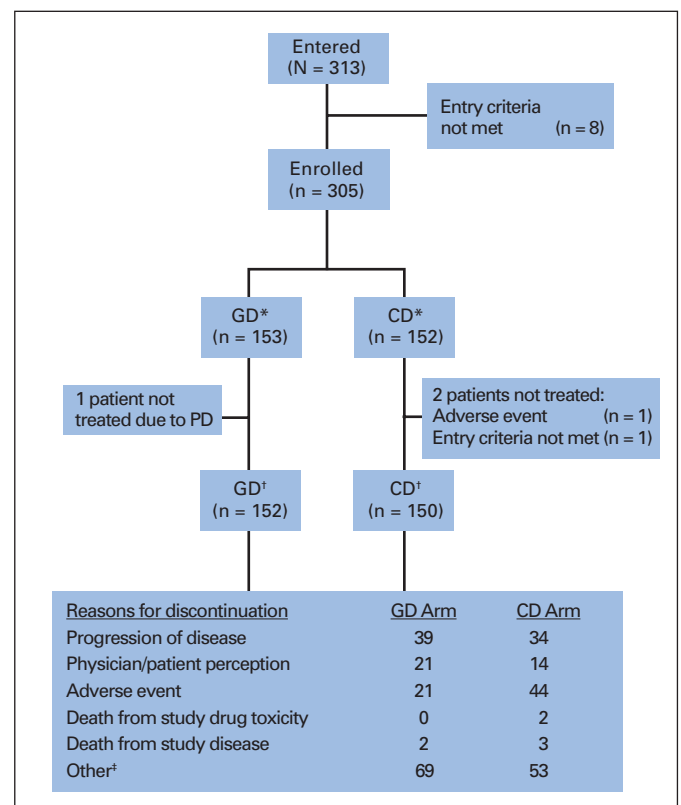 Entered
(N = 313)
Entry criteria
not met (n = 8)
Enrolled
(n = 305)
GD*
(n = 153)
CD*
(n = 152)
1 patient not
treated due to PD
2 patients not treated:
Adverse event (n = 1)
Entry criteria not met (n = 1)
GD†
(n = 152)
CD†
(n = 150)
Reasons for discontinuation GD Arm CD Arm
Progression of disease 39 34
Physician/patient perception 21 14
Adverse event 21 44
Death from study drug toxicity 0 2
Death from study disease 2 3
Other‡ 69 53